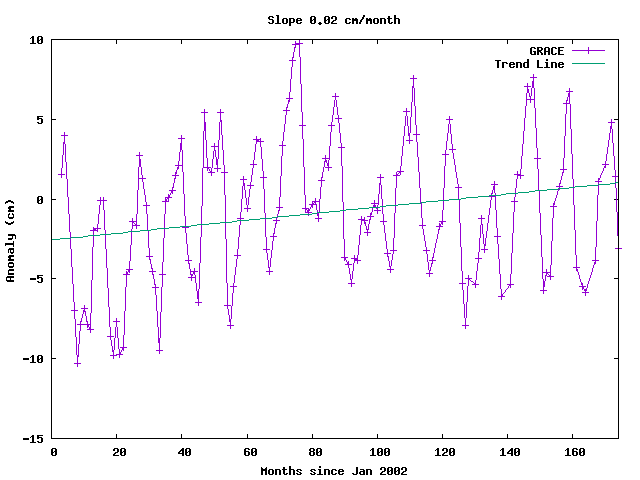 Slope 0.02 cm/month
GRACE
Trend Line
10
5
0
-5
-10
-15
Anomaly (cm)
0 20 40 60 80 100 120 140 160
Months since Jan 2002